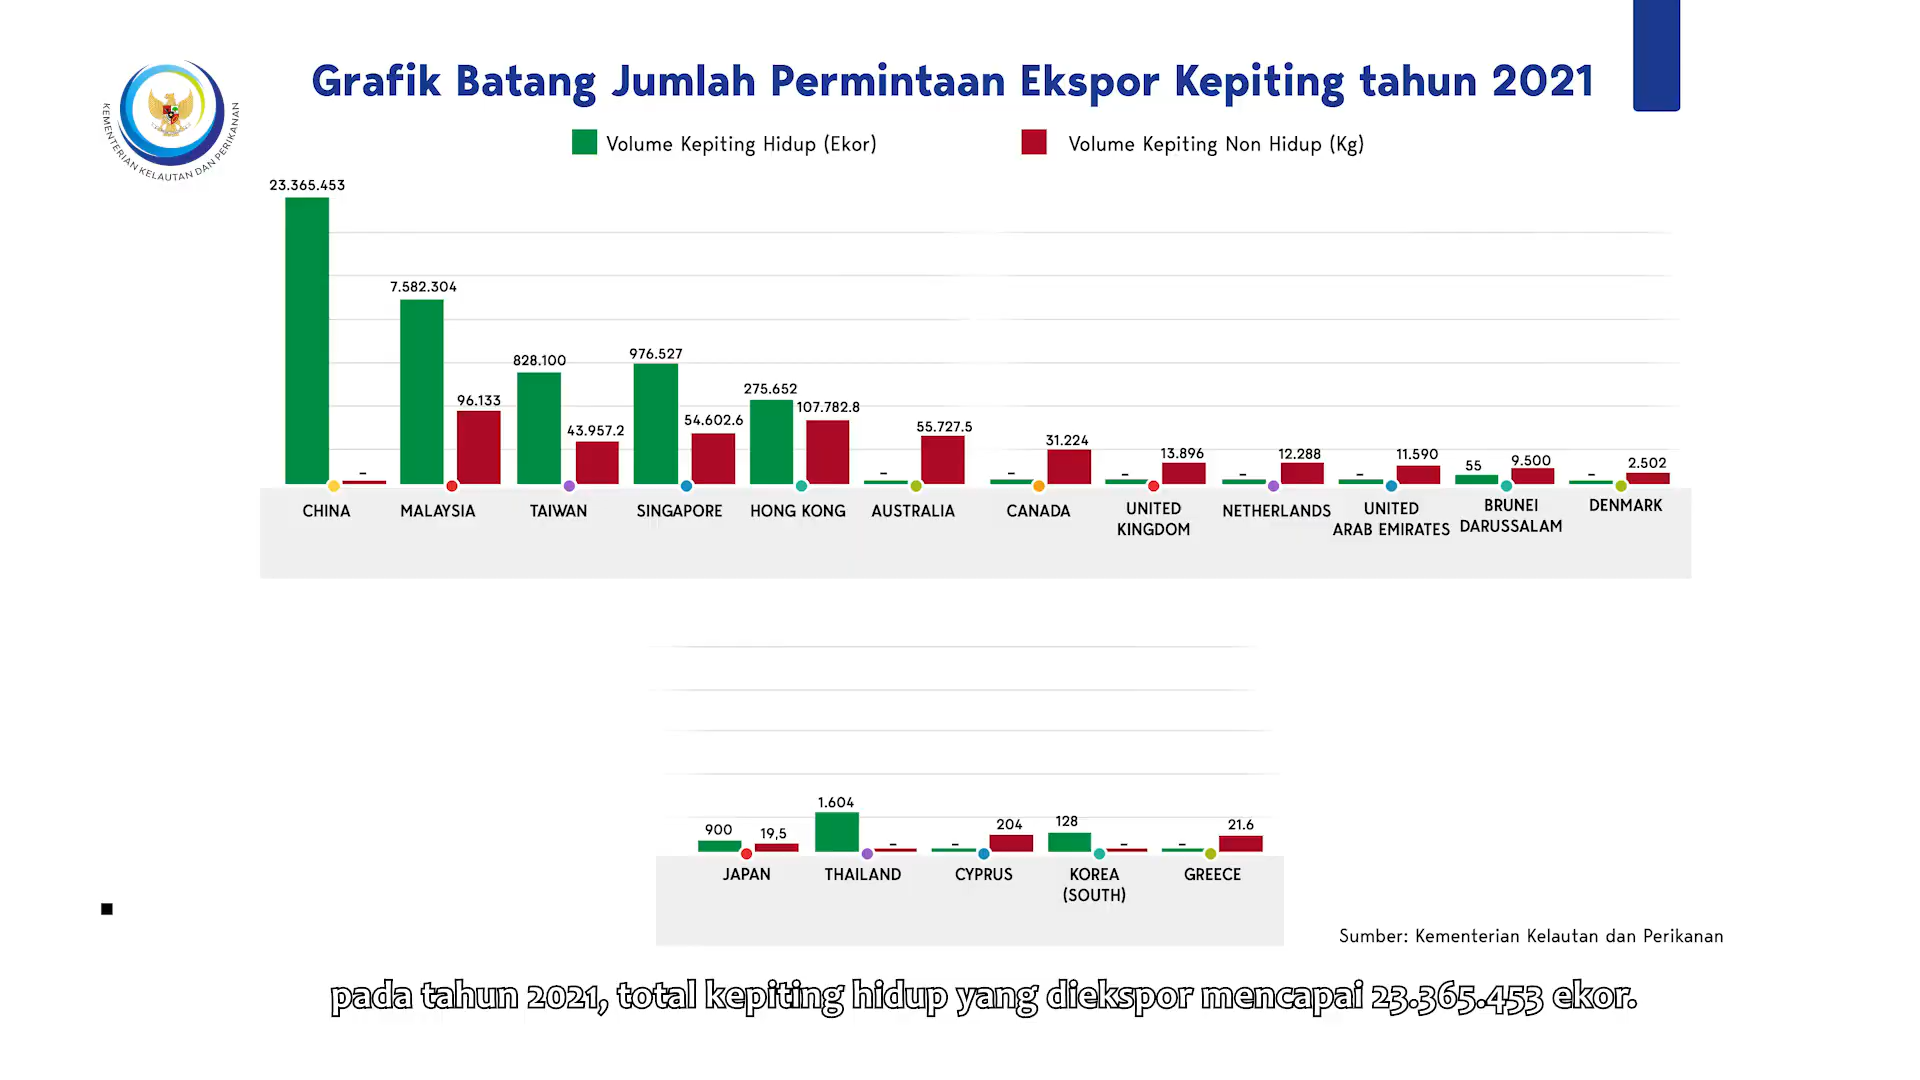 KEMENTERIAN KELAUTAN DAN PERIKANAN
Grafik Batang Jumlah Permintaan Ekspor Kepiting tahun 2021
Volume Kepiting Hidup (Ekor)
Volume Kepiting Non Hidup (Kg)
23.365.453
-
CHINA
7.582.304
96.133
MALAYSIA
828.100
43.957.2
TAIWAN
976.527
54.602.6
SINGAPORE
275.652
107.782.8
HONG KONG
-
55.727.5
AUSTRALIA
-
31.224
CANADA
-
13.896
UNITED
KINGDOM
-
12.288
NETHERLANDS
-
11.590
UNITED
ARAB EMIRATES
55
9.500
BRUNEI
DARUSSALAM
-
2.502
DENMARK
900
19,5
JAPAN
1.604
-
THAILAND
-
204
CYPRUS
128
-
KOREA
(SOUTH)
-
21.6
GREECE
Sumber: Kementerian Kelautan dan Perikanan
pada tahun 2021, total kepiting hidup yang diekspor mencapai 23.365.453 ekor.